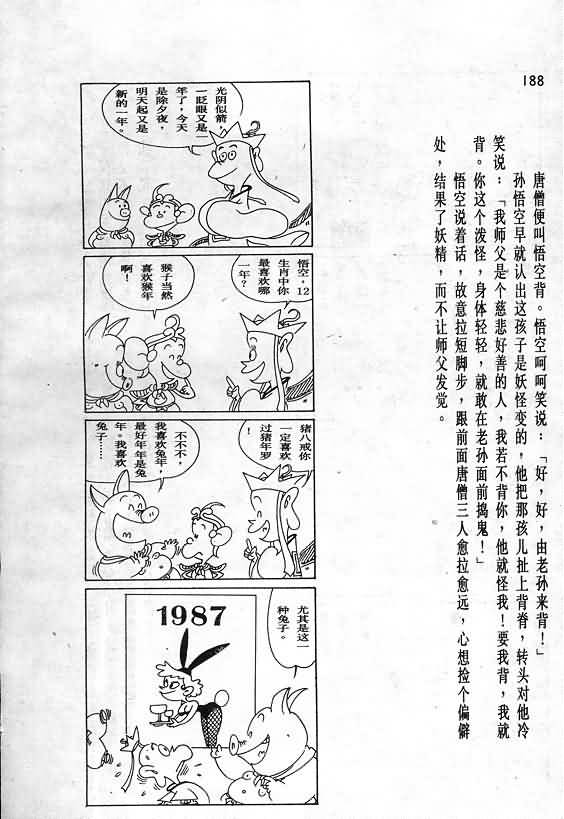 188
唐僧便叫悟空背。悟空呵呵笑说：「好，好，由老孙来背！」
孙悟空早就认出这孩子是妖怪变的，他把那孩儿扯上背脊，转头对他冷
笑说：「我师父是个慈悲好善的人，我若不背你，他就怪我！要我背，我就
背。你这个泼怪，身体轻轻，就敢在老孙面前捣鬼！」
悟空说着话，故意拉短脚步，跟前面唐僧三人愈拉愈远，心想捡个偏僻
处，结果了妖精，而不让师父发觉。
光阴似箭，
一眨眼又是一
年了，今天
是除夕夜，
明天起又是
新的一年。
悟空，12
生肖中你
最喜欢哪
一年？
猴子当然
喜欢猴年
啊！
猪八戒你
一定喜欢
过猪年罗
！
不不不，
我喜欢兔年，
最好年年是兔
年。我喜欢
兔子……
尤其是这一
种兔子。
1987